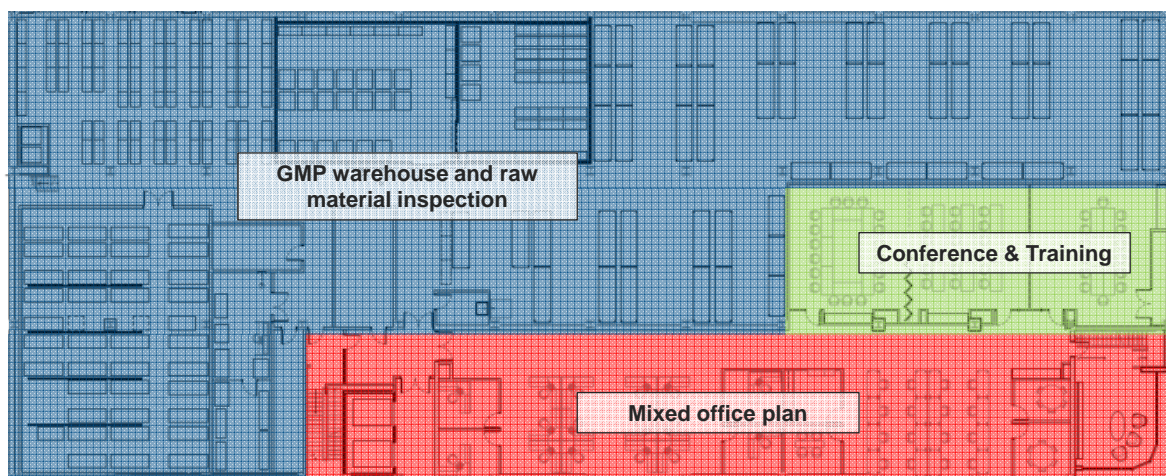 GMP warehouse and raw
material inspection
Conference & Training
Mixed office plan